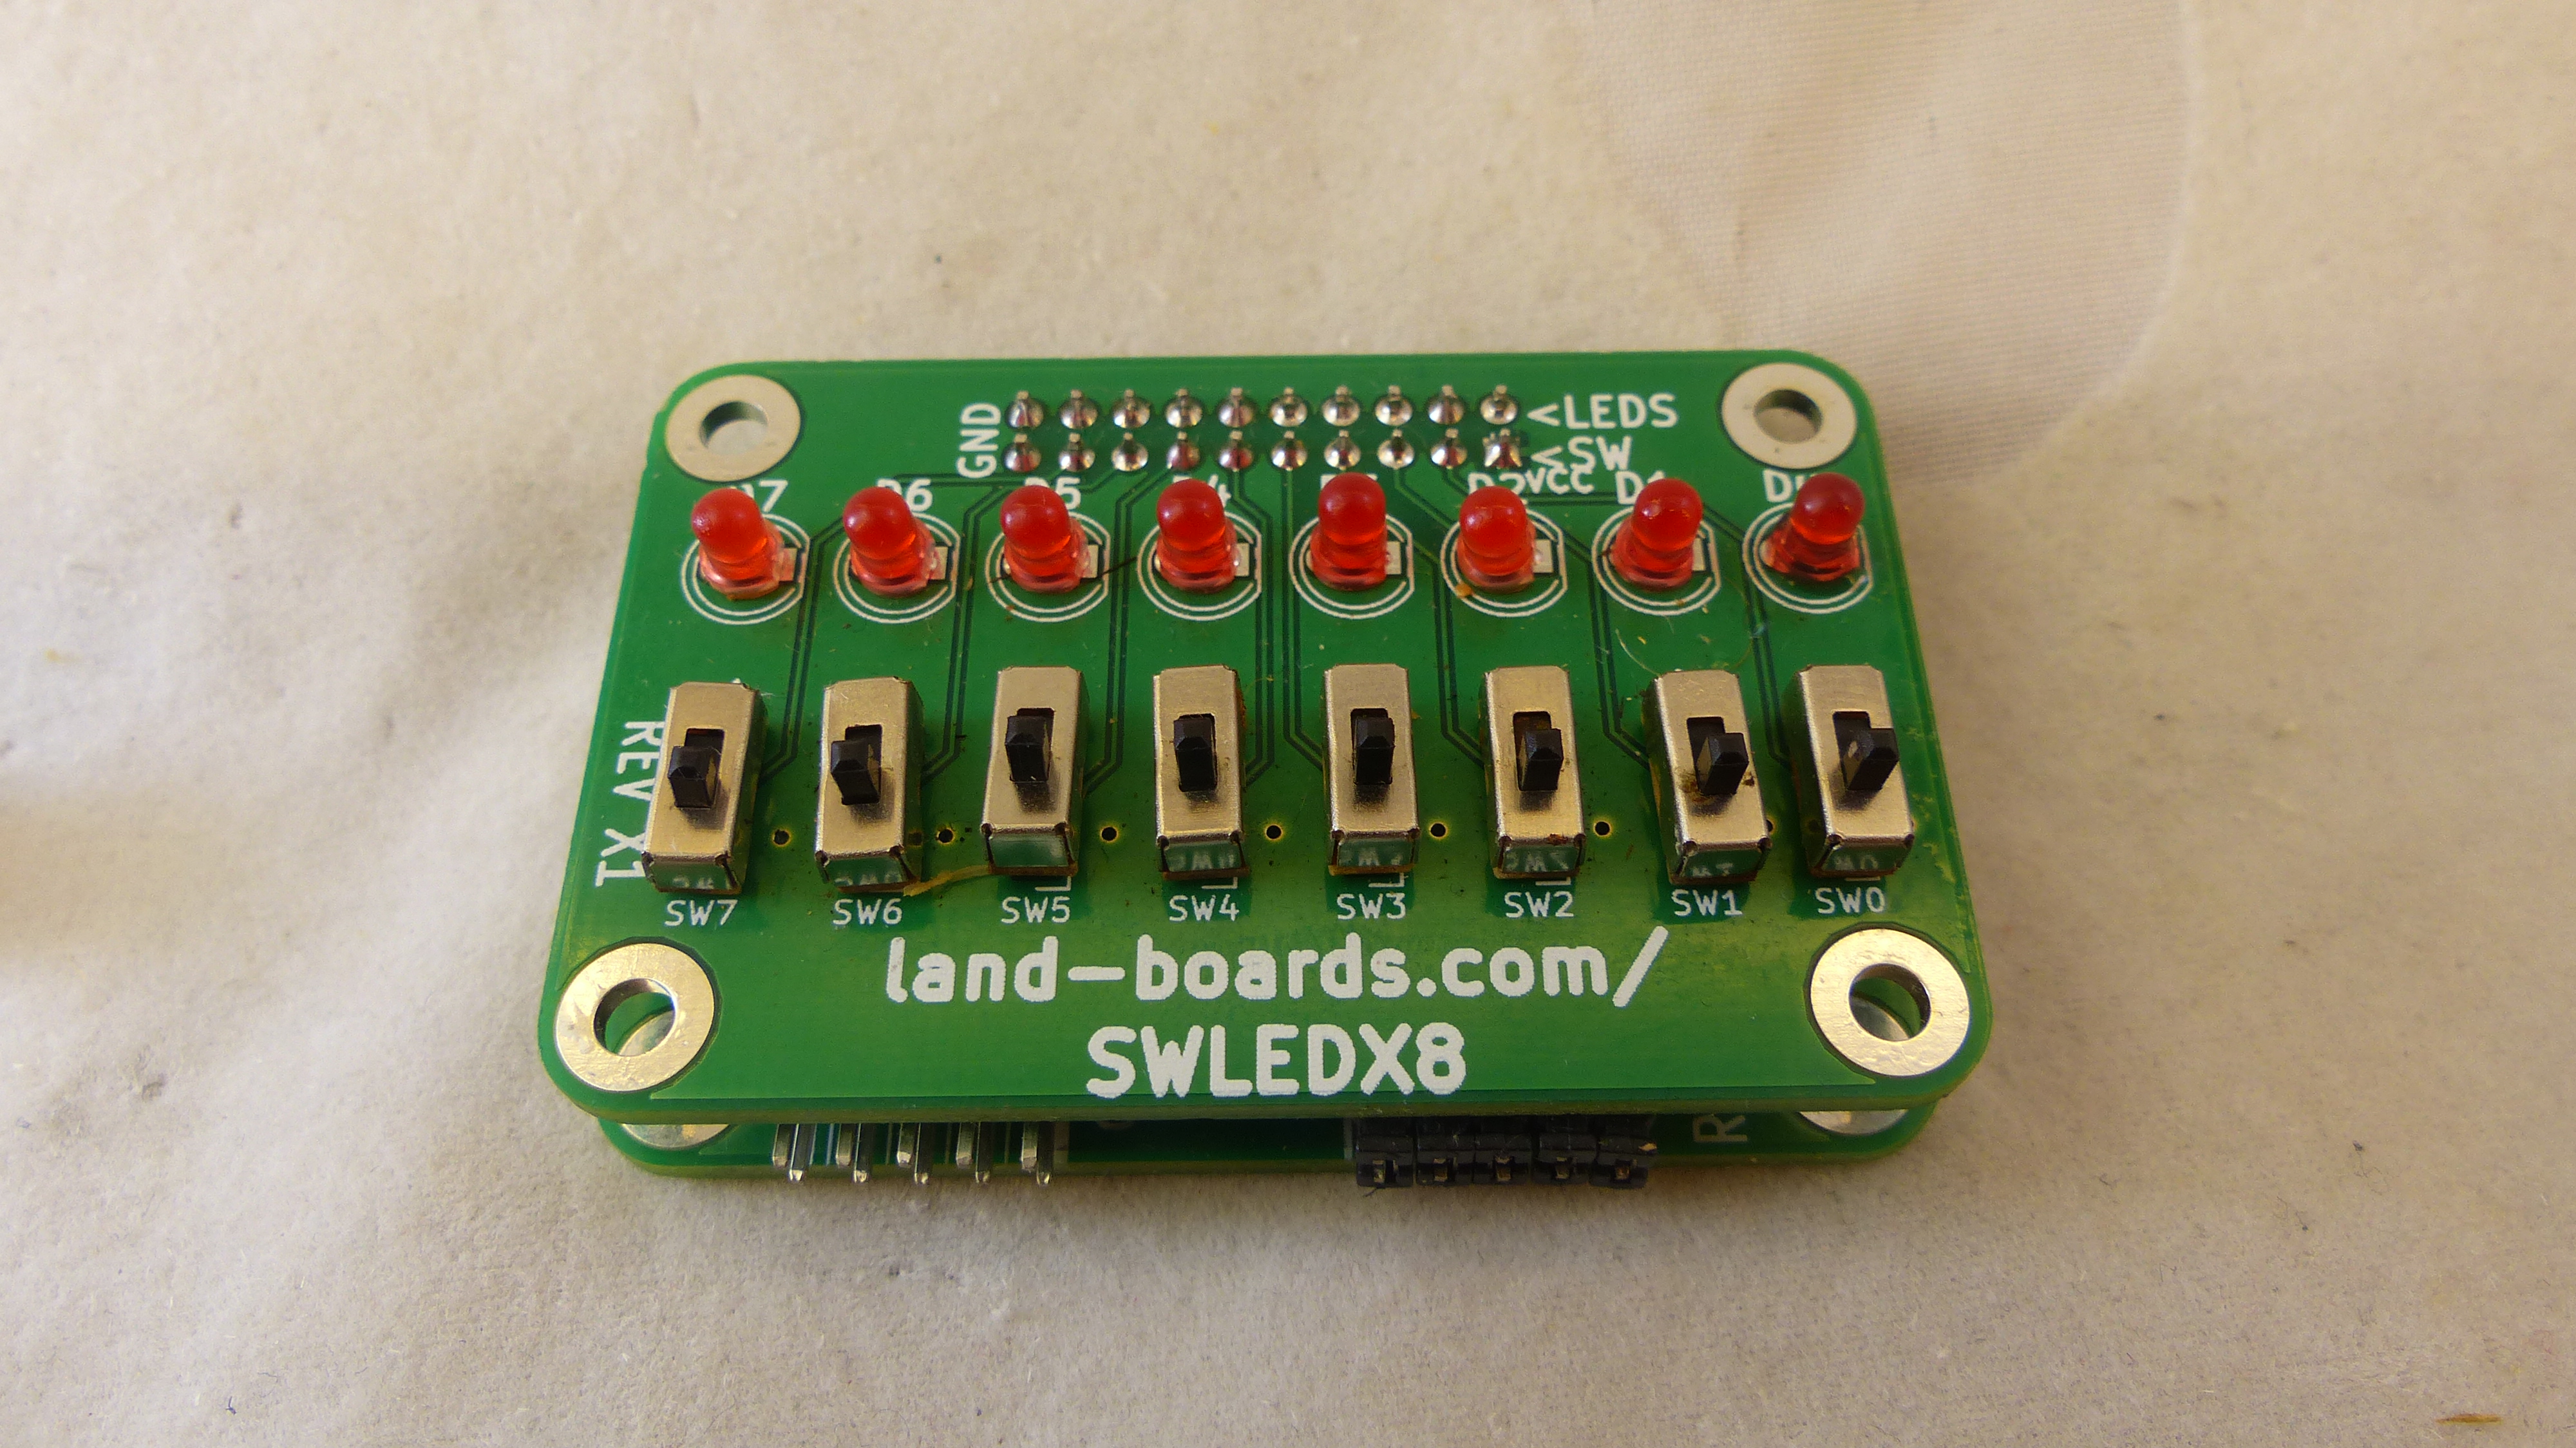 GND
<LEDS
<SW
VCC
REV X1
SW7 SW6 SW5 SW4 SW3 SW2 SW1 SW0
land-boards.com/
SWLEDX8
R